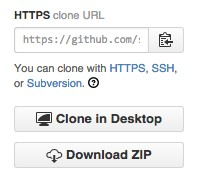 HTTPS clone URL
https://github.com/
You can clone with HTTPS, SSH,
or Subversion.
Clone in Desktop
Download ZIP